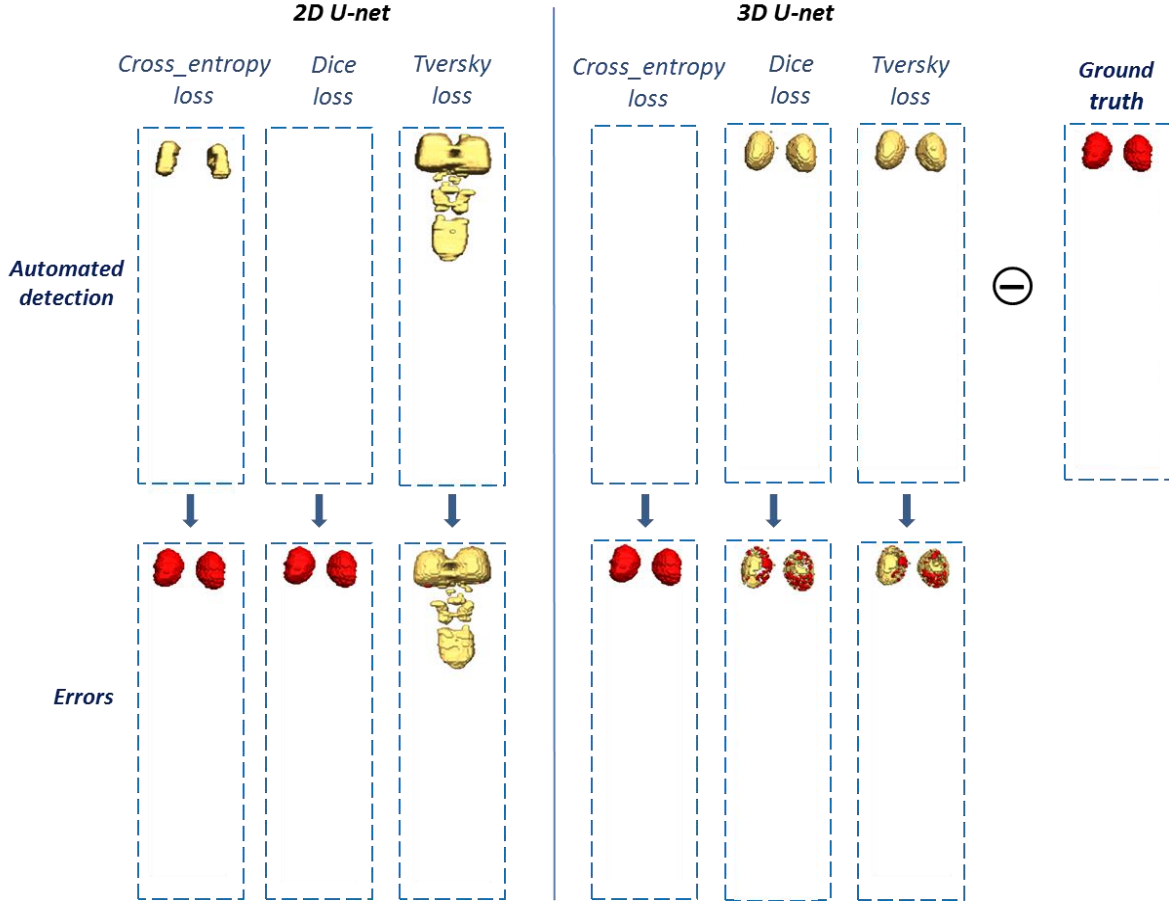 2D U-net
3D U-net
Cross_entropy
loss
Dice
loss
Tversky
loss
Cross_entropy
loss
Dice
loss
Tversky
loss
Ground
truth
Automated
detection
Errors